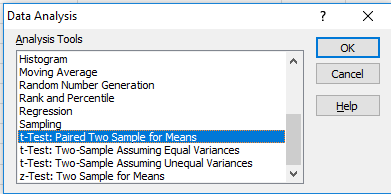 Data Analysis ? ×
Analysis Tools
Histogram
Moving Average
Random Number Generation
Rank and Percentile
Regression
Sampling
t-Test: Paired Two Sample for Means
t-Test: Two-Sample Assuming Equal Variances
t-Test: Two-Sample Assuming Unequal Variances
z-Test: Two Sample for Means
OK
Cancel
Help